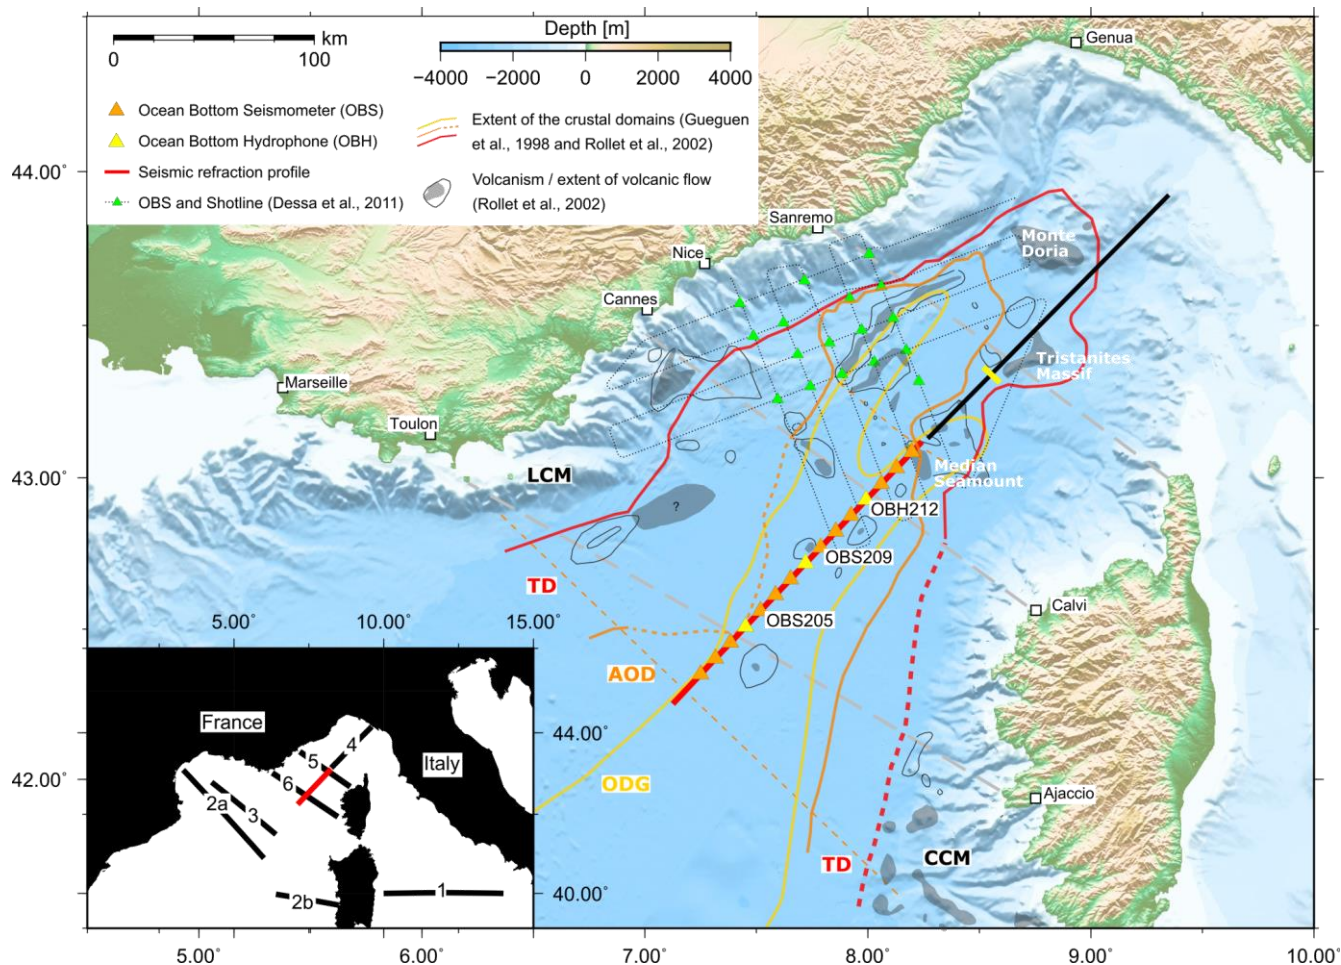 km
0
100
Depth [m]
−4000
−2000
0
2000
4000
Ocean Bottom Seismometer (OBS)
Ocean Bottom Hydrophone (OBH)
Seismic refraction profile
OBS and Shotline (Dessa et al., 2011)
Extent of the crustal domains (Gueguen
et al., 1998 and Rollet et al., 2002)
Volcanism / extent of volcanic flow
(Rollet et al., 2002)
Genua
44.00°
Sanremo
Monte
Doria
Nice
Cannes
Tristanites
Massif
Marseille
Toulon
43.00°
LCM
Median
Seamount
?
OBH212
OBS209
TD
OBS205
Calvi
5.00°
10.00°
15.00°
AOD
France
44.00°
4
5
Italy
42.00°
6
ODG
2a
3
Ajaccio
TD
CCM
1
2b
40.00°
5.00°
6.00°
7.00°
8.00°
9.00°
10.00°